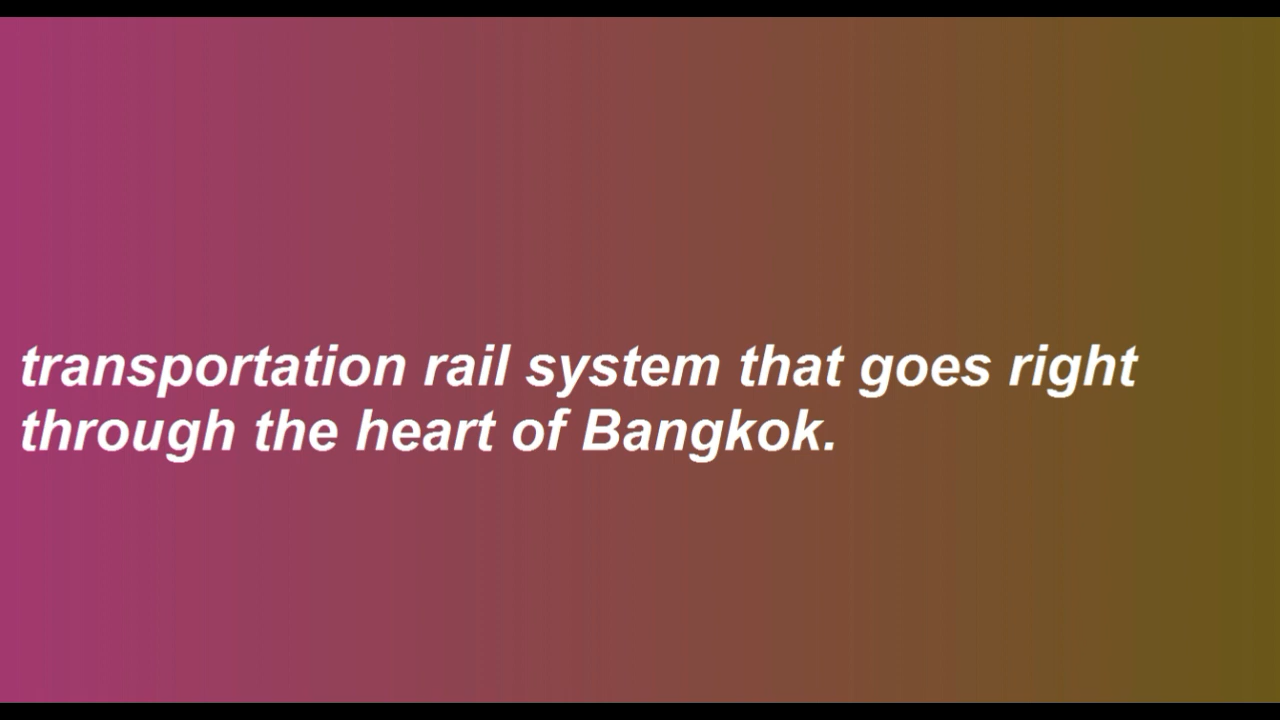 transportation rail system that goes right
through the heart of Bangkok.